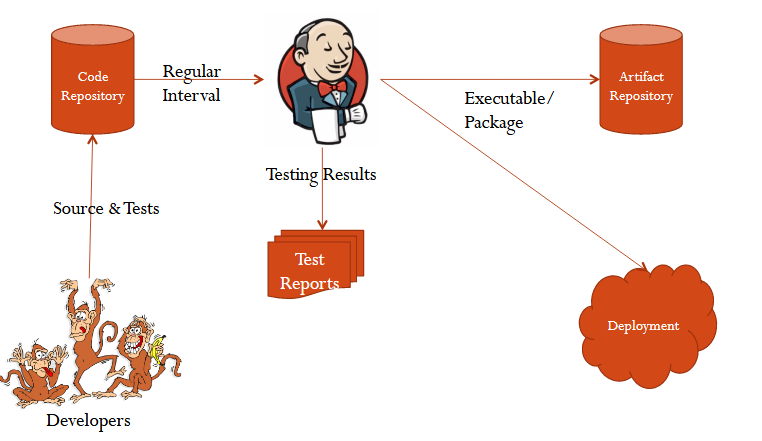 Code
Repository
Regular
Interval
Executable/
Package
Artifact
Repository
Testing Results
Source & Tests
Test
Reports
Deployment
Developers